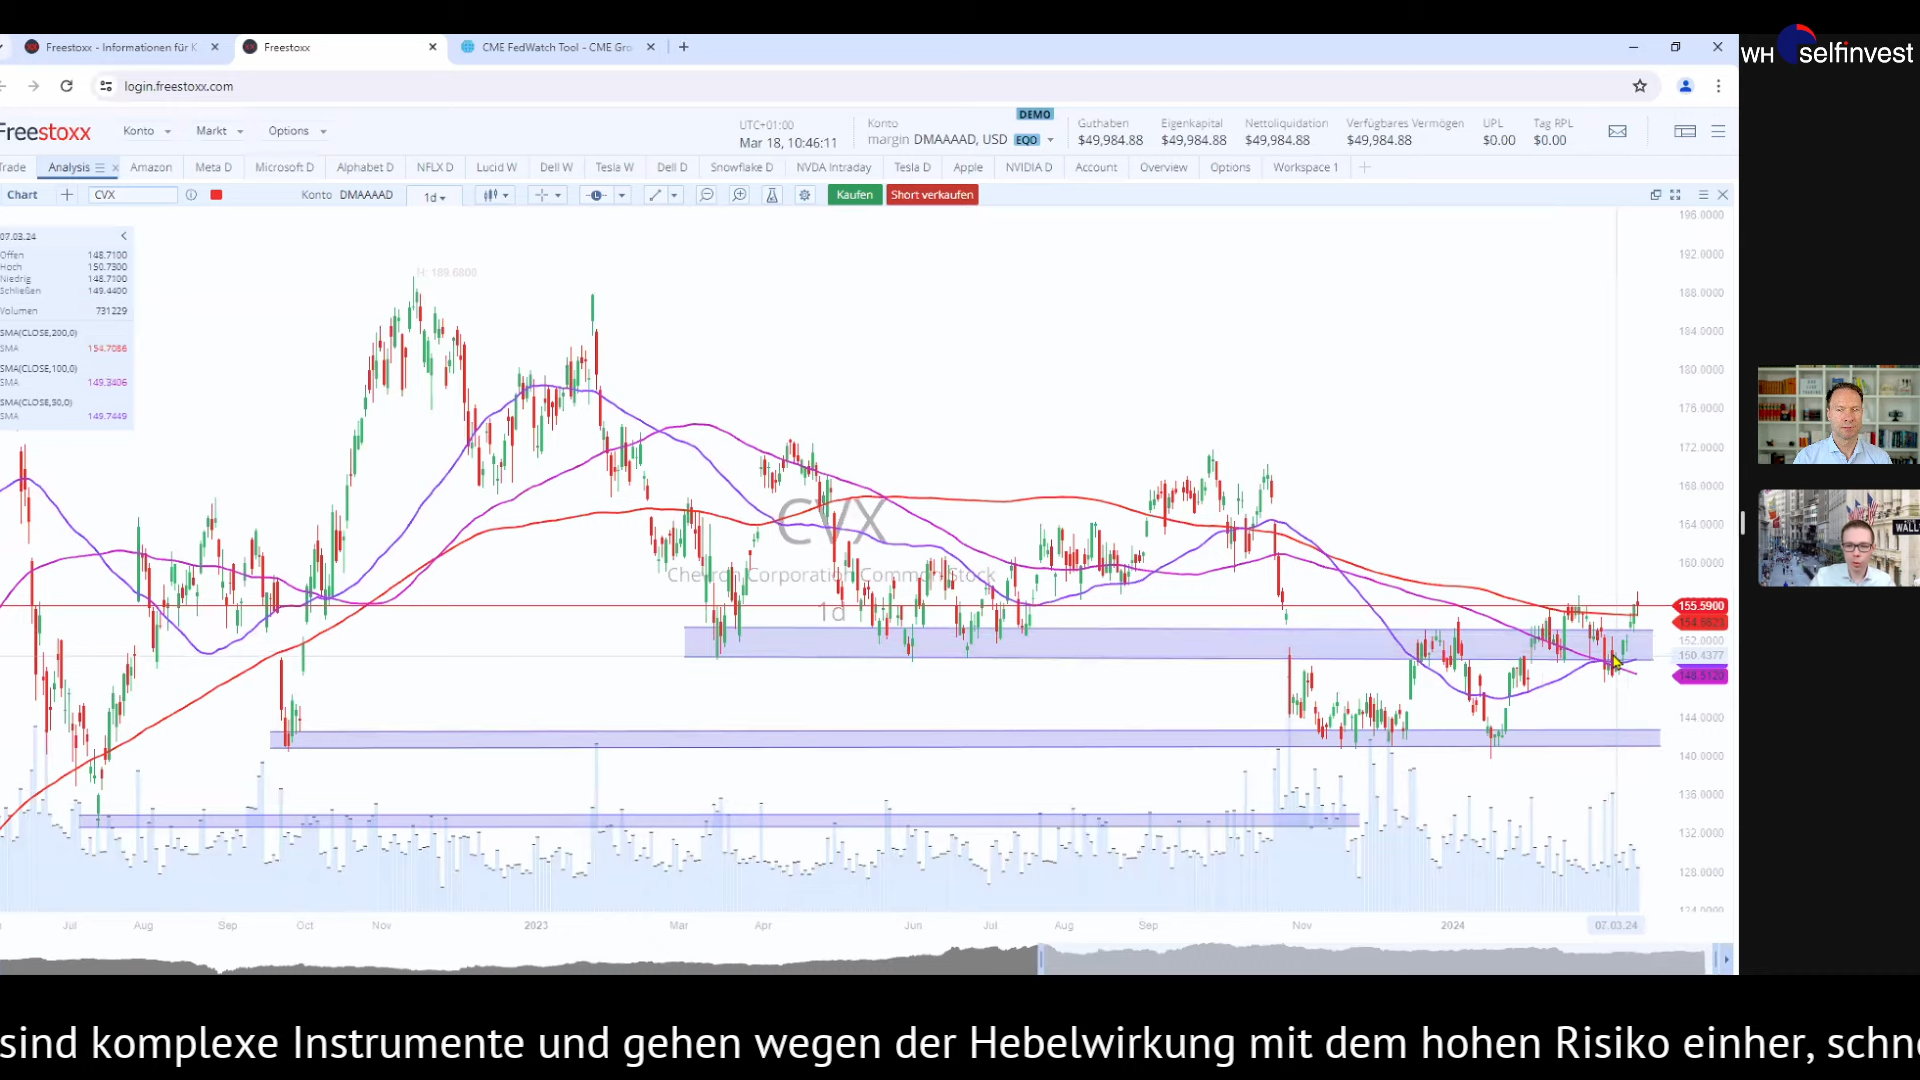 Freestoxx - Informationen für K
Freestoxx
CME FedWatch Tool - CME Gro
WH selfinvest
login.freestoxx.com
Freestoxx
Konto
Markt
Options
UTC+01:00
Mar 18, 10:46:11
Konto
margin DMAAAAD, USD
DEMO
EQO
Guthaben
$49,984.88
Eigenkapital
$49,984.88
Nettoliquidation
$49,984.88
Verfügbares Vermögen
$49,984.88
UPL
$0.00
Tag RPL
$0.00
Trade
Analysis
Amazon
Meta D
Microsoft D
Alphabet D
NFLX D
Lucid W
Dell W
Tesla W
Dell D
Snowflake D
NVDA Intraday
Tesla D
Apple
NVIDIA D
Account
Overview
Options
Workspace 1
Chart
CVX
Konto DMAAAAD
1d
Kaufen
Short verkaufen
07.03.24
Offen 148.7100
Hoch 150.7300
Niedrig 148.7100
Schließen 149.4400
Volumen 731229
SMA(CLOSE,200,0)
SMA 154.7086
SMA(CLOSE,100,0)
SMA 149.3406
SMA(CLOSE,50,0)
SMA 149.7449
H: 189.6800
CVX
Chevron Corporation Common Stock
1d
196.0000
192.0000
188.0000
184.0000
180.0000
176.0000
172.0000
168.0000
164.0000
160.0000
155.5900
154.6623
152.0000
150.4377
148.5120
144.0000
140.0000
136.0000
132.0000
128.0000
124.0000
Jul
Aug
Sep
Oct
Nov
2023
Mar
Apr
Jun
Jul
Aug
Sep
Nov
2024
07.03.24
WALL
sind komplexe Instrumente und gehen wegen der Hebelwirkung mit dem hohen Risiko einher, schne